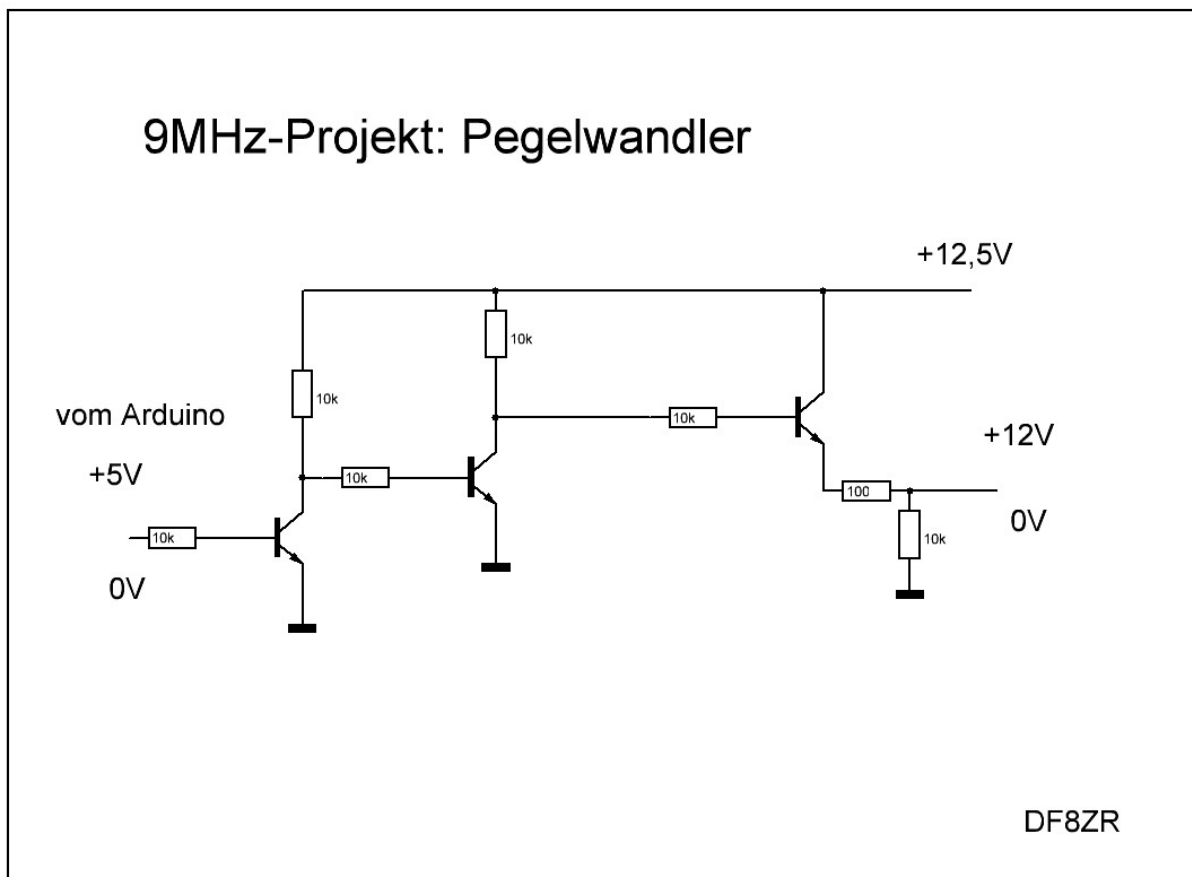 9MHz-Projekt: Pegelwandler
+12,5V
10k
10k
vom Arduino
10k
+12V
+5V
10k
100
0V
10k
10k
0V
DF8ZR